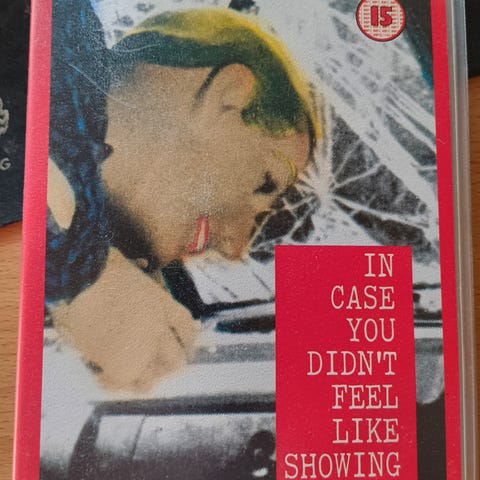 15
IN
CASE
YOU
DIDN'T
FEEL
LIKE
SHOWING
G